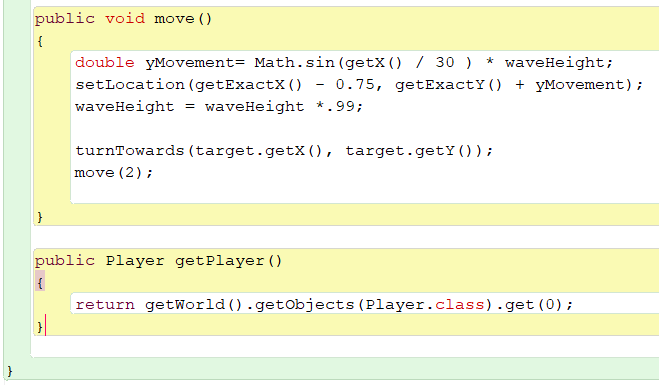 public void move()
{
double yMovement= Math.sin(getX() / 30 ) * waveHeight;
setLocation(getExactX() - 0.75, getExactY() + yMovement);
waveHeight = waveHeight *.99;
turnTowards(target.getX(), target.getY());
move(2);
}
public Player getPlayer()
{
return getWorld().getObjects(Player.class).get(0);
}
}